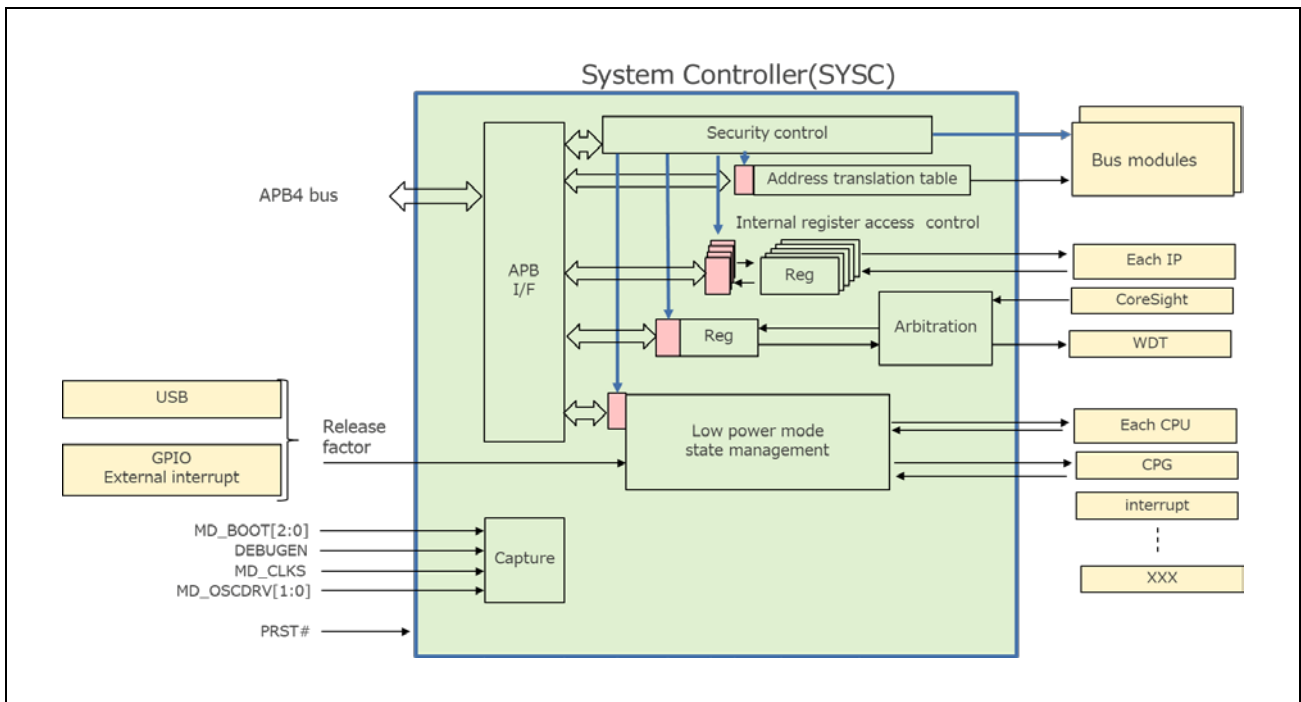 System Controller(SYSC)
Security control
Bus modules
Address translation table
APB4 bus
Internal register access control
APB
I/F
Reg
Each IP
CoreSight
Arbitration
Reg
WDT
USB
Release
factor
GPIO
External interrupt
Low power mode
state management
Each CPU
CPG
interrupt
MD_BOOT[2:0]
DEBUGEN
MD_CLKS
MD_OSCDRV[1:0]
Capture
XXX
PRST#